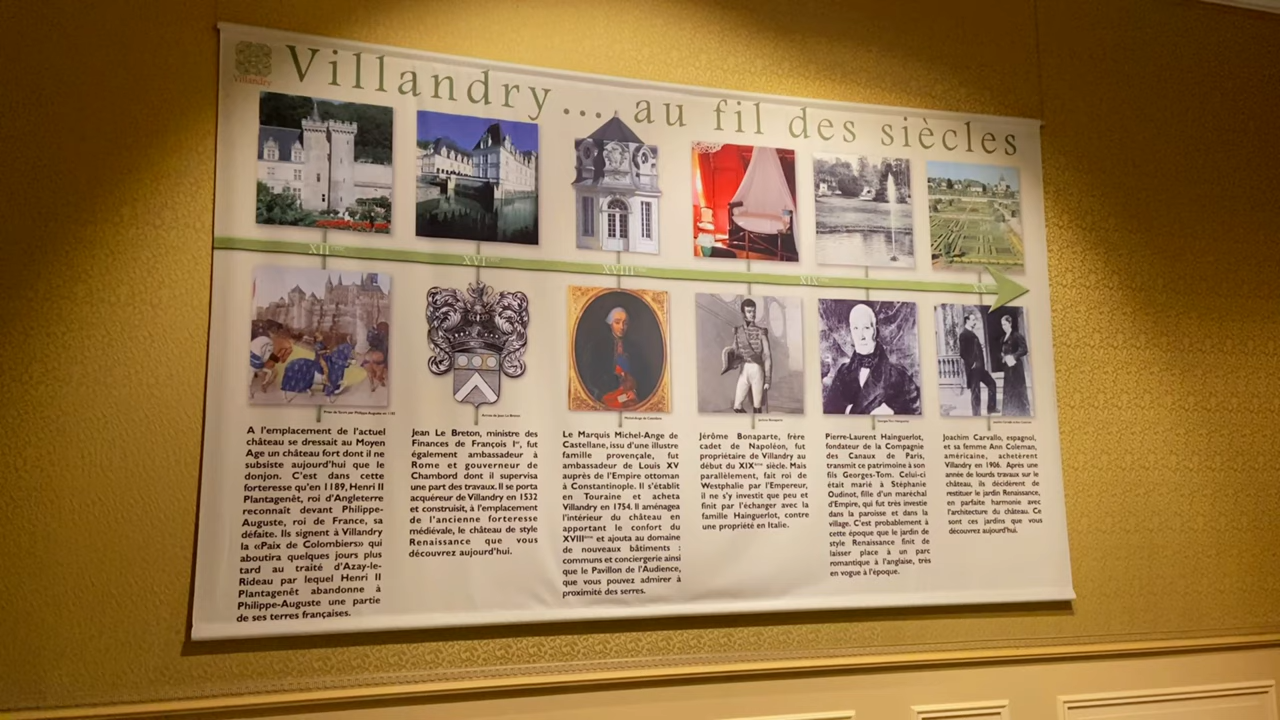 Villandry
Villandry... au fil des siècles
XII
XVI
XVIII
XIX
XX
A l'emplacement de l'actuel
château se dressait au Moyen
Age un château fort dont il ne
subsiste aujourd'hui que le
donjon. C'est dans cette
forteresse qu'en 1189, Henri II
Plantagenêt, roi d'Angleterre
reconnaît devant Philippe-
Auguste, roi de France, sa
défaite. Ils signent à Villandry
la «Paix de Colombiers» qui
aboutira quelques jours plus
tard au traité d'Azay-le-
Rideau par lequel Henri II
Plantagenêt abandonne à
Philippe-Auguste une partie
de ses terres françaises.
Jean Le Breton, ministre des
Finances de François Ier, fut
également ambassadeur à
Rome et gouverneur de
Chambord dont il supervisa
une part des travaux. Il se porta
acquéreur de Villandry en 1532
et construisit, à l'emplacement
de l'ancienne forteresse
médiévale, le château de style
Renaissance que vous
découvrez aujourd'hui.
Michel-Ange de Castellane
Le Marquis Michel-Ange de
Castellane, issu d'une illustre
famille provençale, fut
ambassadeur de Louis XV
auprès de l'Empire ottoman
à Constantinople. Il s'établit
en Touraine et acheta
Villandry en 1754. Il aménagea
l'intérieur du château en
apportant le confort du
XVIIIème et ajouta au domaine
de nouveaux bâtiments :
communs et conciergerie ainsi
que le Pavillon de l'Audience,
que vous pouvez admirer à
proximité des serres.
Jérôme Bonaparte
Jérôme Bonaparte, frère
cadet de Napoléon, fut
propriétaire de Villandry au
début du XIXème siècle. Mais
parallèlement, fait roi de
Westphalie par l'Empereur,
il ne s'y investit que peu et
finit par l'échanger avec la
famille Hainguerlot, contre
une propriété en Italie.
Pierre-Laurent Hainguerlot,
fondateur de la Compagnie
des Canaux de Paris,
transmit ce patrimoine à son
fils Georges-Tom. Celui-ci
était marié à Stéphanie
Oudinot, fille d'un maréchal
d'Empire, qui fut très investie
dans la paroisse et dans la
village. C'est probablement à
cette époque que le jardin de
style Renaissance finit de
laisser place à un parc
romantique à l'anglaise, très
en vogue à l'époque.
Joachim Carvallo, espagnol,
et sa femme Ann Coleman,
américaine, achetèrent
Villandry en 1906. Après une
année de lourds travaux sur le
château, ils décidèrent de
restituer le jardin Renaissance,
en parfaite harmonie avec
l'architecture du château. Ce
sont ces jardins que vous
découvrez aujourd'hui.